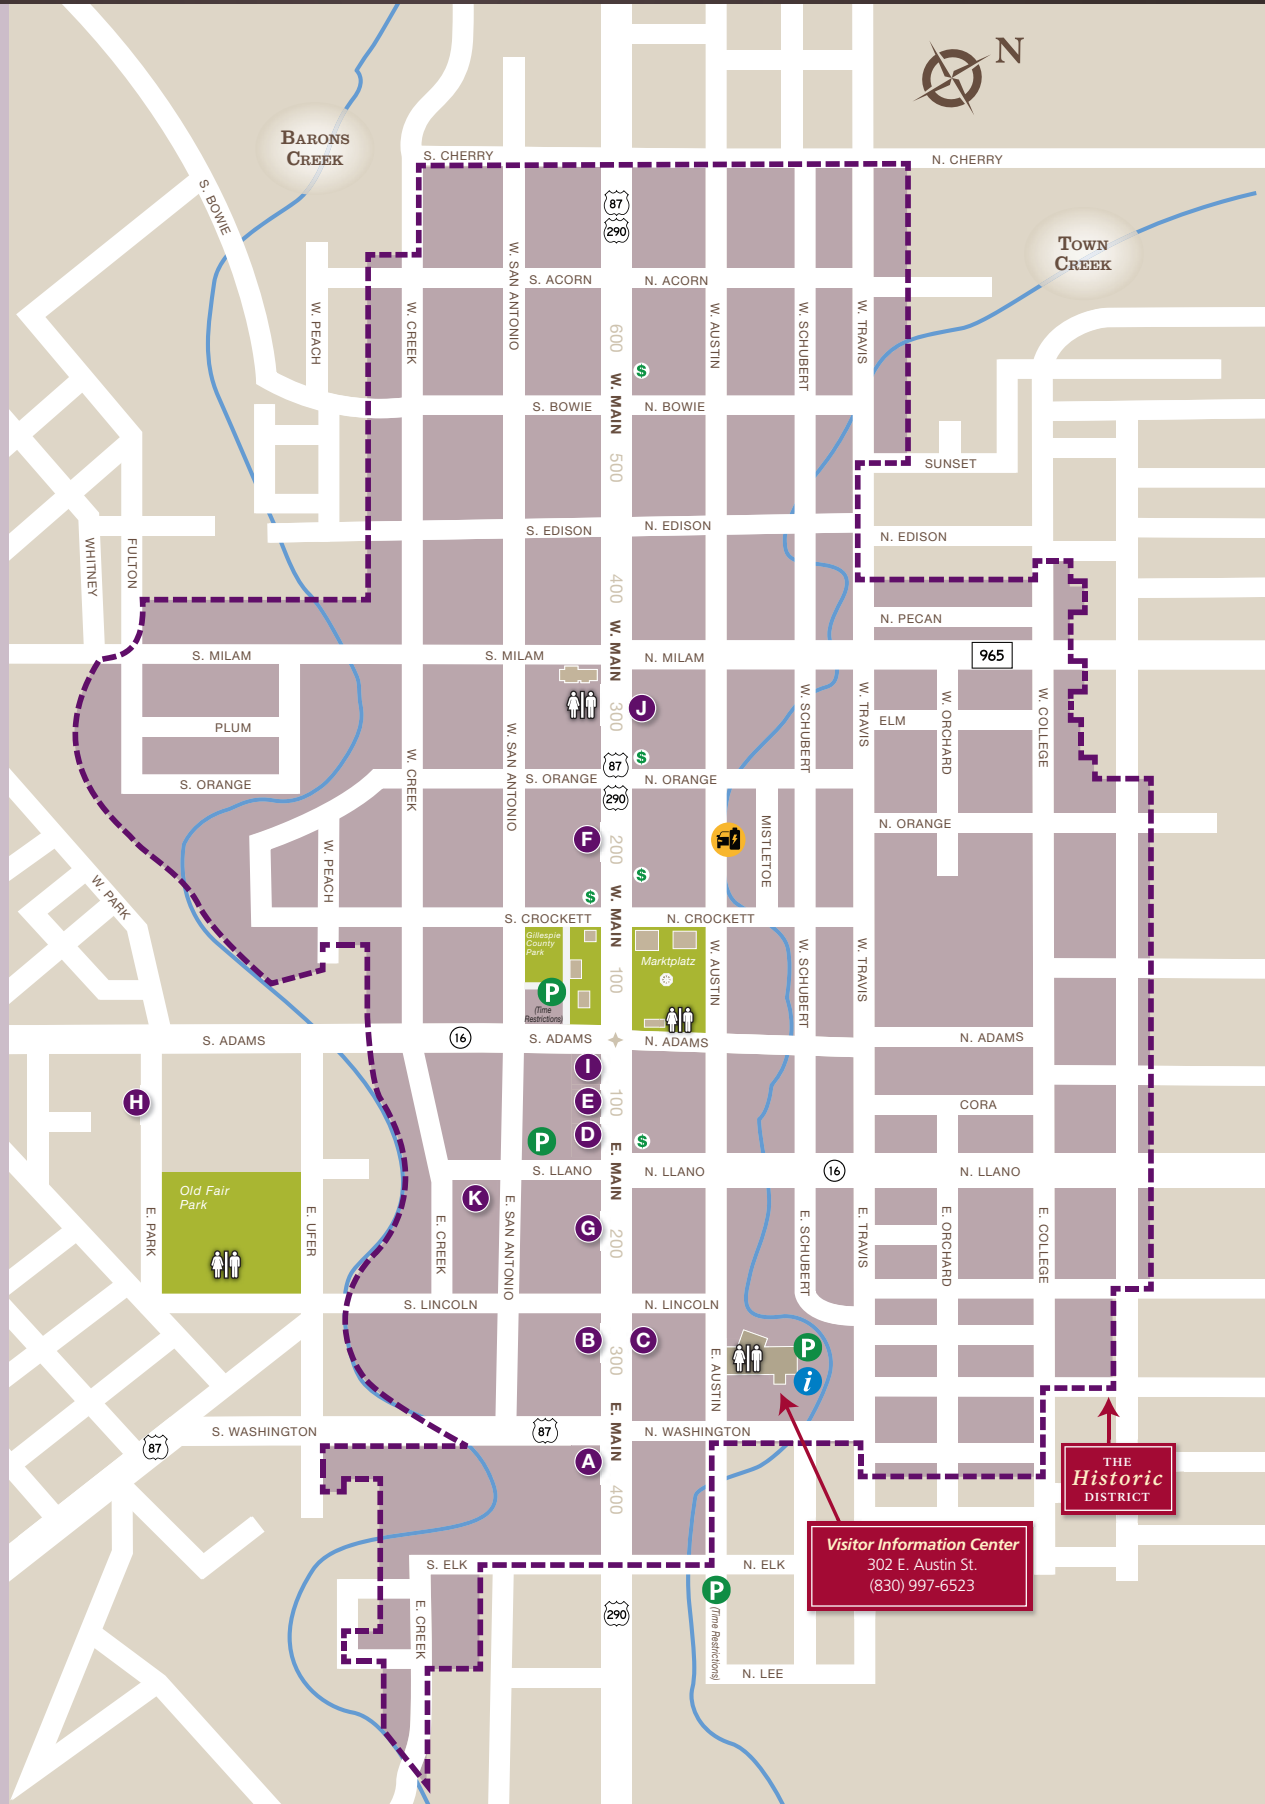 N
BARONS
CREEK
S. CHERRY
N. CHERRY
S. BOWIE
87
290
TOWN
CREEK
W. SAN ANTONIO
S. ACORN
N. ACORN
W. PEACH
W. CREEK
600
W. AUSTIN
W. SCHUBERT
W. TRAVIS
$
W. MAIN
S. BOWIE
N. BOWIE
500
SUNSET
S. EDISON
N. EDISON
N. EDISON
WHITNEY
FULTON
400
N. PECAN
W. MAIN
S. MILAM
S. MILAM
N. MILAM
965
300
J
W. SCHUBERT
W. TRAVIS
ELM
W. ORCHARD
W. COLLEGE
PLUM
W. SAN ANTONIO
W. CREEK
$
87
S. ORANGE
S. ORANGE
N. ORANGE
290
F
200
MISTLETOE
N. ORANGE
W. PEACH
$
$
W. PARK
W. MAIN
S. CROCKETT
N. CROCKETT
Gillespie
County
Park
Marktplatz
W. AUSTIN
W. SCHUBERT
W. TRAVIS
100
P
(Time
Restrictions)
16
S. ADAMS
S. ADAMS
N. ADAMS
N. ADAMS
I
H
E
100
CORA
D
P
$
E. MAIN
S. LLANO
N. LLANO
16
N. LLANO
Old Fair
Park
K
E. PARK
E. UFER
E. CREEK
E. SAN ANTONIO
G
200
E. SCHUBERT
E. TRAVIS
E. ORCHARD
E. COLLEGE
S. LINCOLN
N. LINCOLN
B
C
300
E. AUSTIN
P
i
E. MAIN
S. WASHINGTON
87
87
N. WASHINGTON
A
400
THE
Historic
DISTRICT
Visitor Information Center
302 E. Austin St.
(830) 997-6523
S. ELK
N. ELK
P
(Time Restrictions)
E. CREEK
290
N. LEE